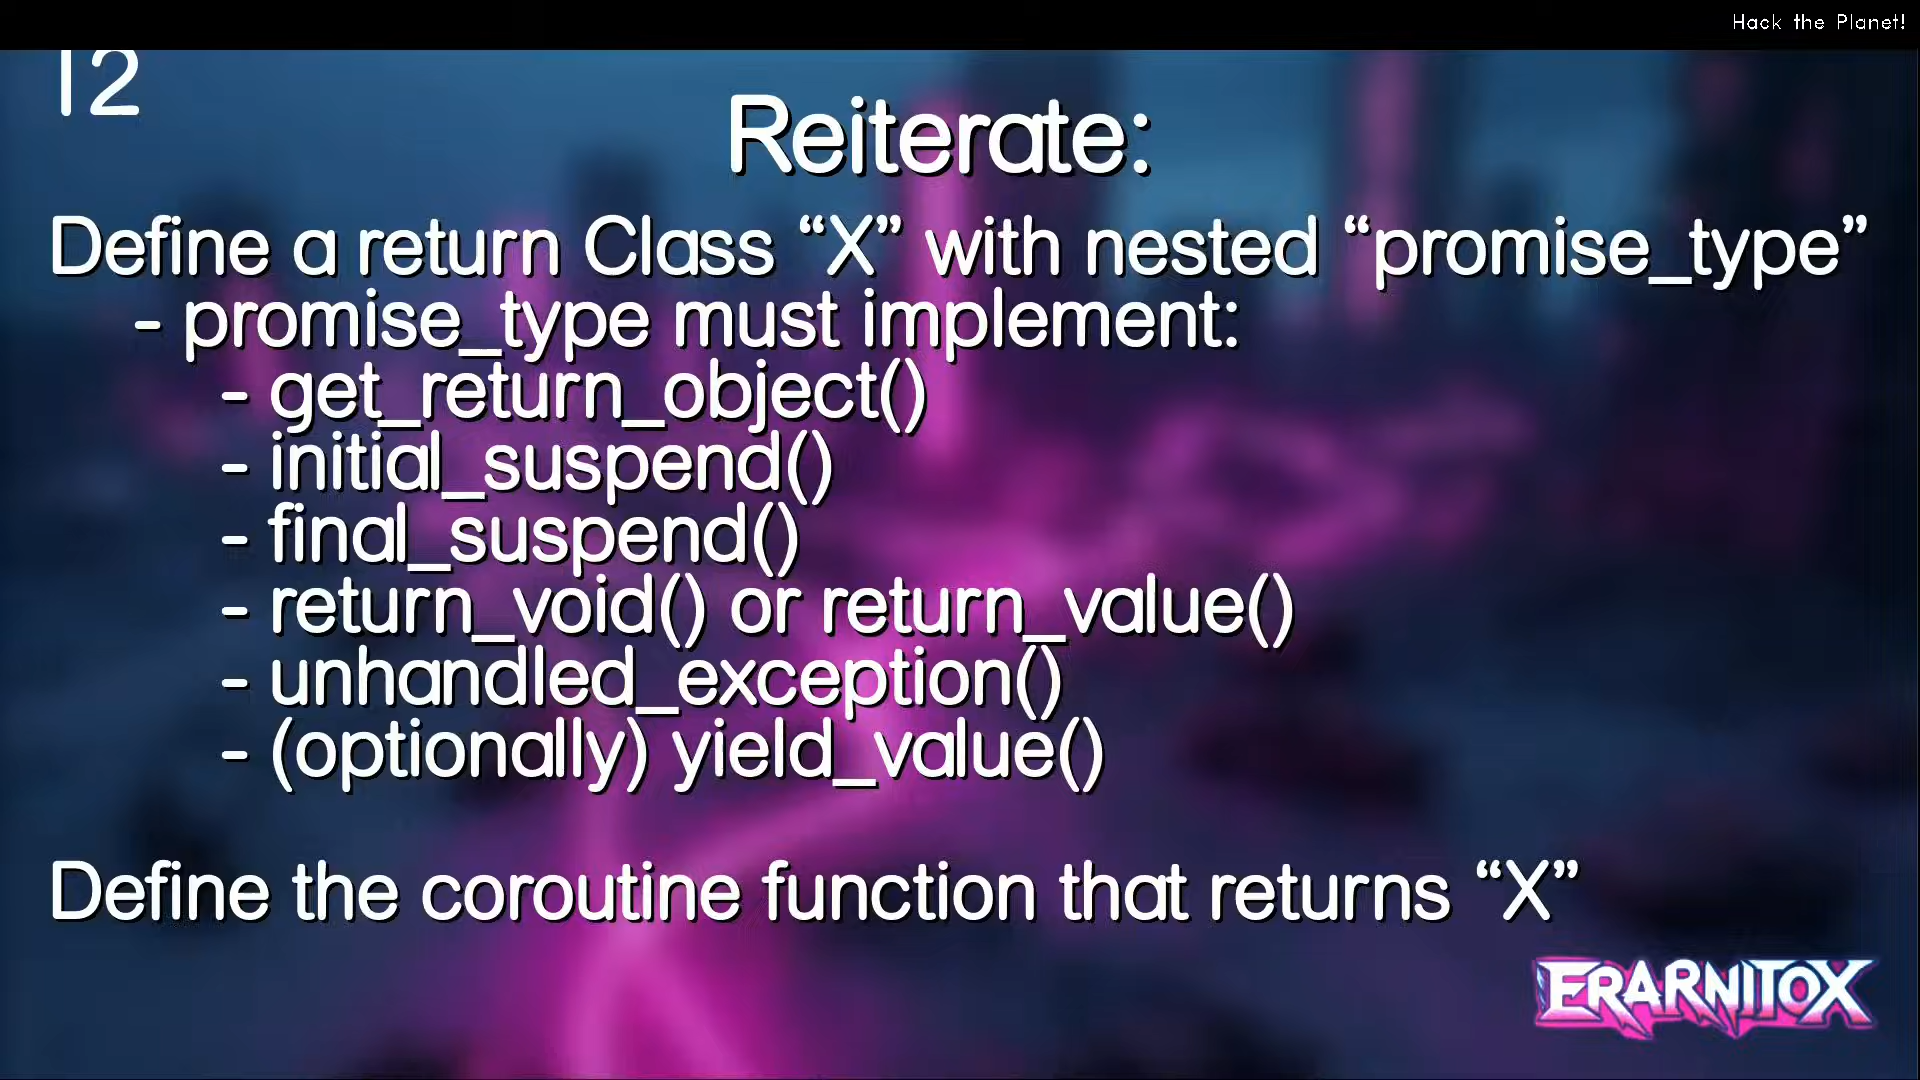 Hack the Planet!
12
Reiterate:
Define a return Class “X” with nested “promise_type”
- promise_type must implement:
- get_return_object()
- initial_suspend()
- final_suspend()
- return_void() or return_value()
- unhandled_exception()
- (optionally) yield_value()
Define the coroutine function that returns “X”
ERARNITOX